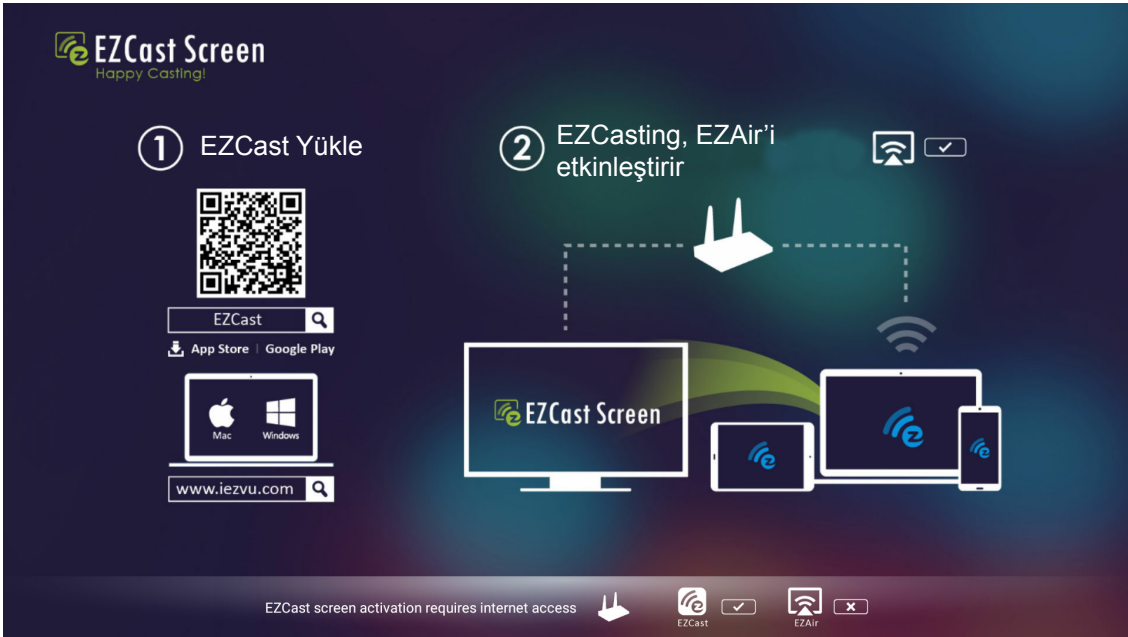 EZCast Screen
Happy Casting!
1 EZCast Yükle
EZCast
App Store | Google Play
Mac Windows
www.iezvu.com
2 EZCasting, EZAir’i
etkinleştirir
EZCast Screen
EZCast screen activation requires internet access
EZCast
EZAir